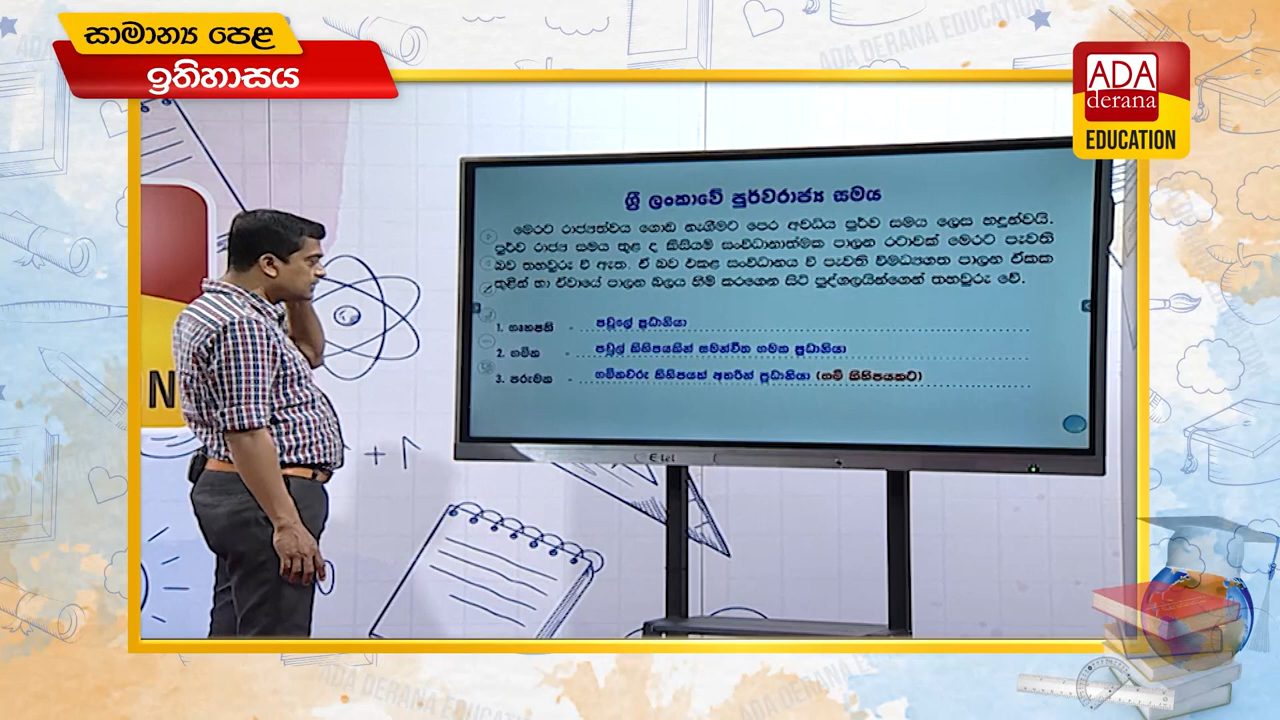 සාමාන්‍ය පෙළ
ඉතිහාසය
ADA
derana
EDUCATION
ශ්‍රී ලංකාවේ පූර්වරාජ්‍ය සමය
මෙරට රාජ්‍යත්වය ගොඩ නැගීමට පෙර අවධිය පූර්ව සමය ලෙස හඳුන්වයි.
පූර්ව රාජ්‍ය සමය තුළ ද කිසියම් සංවිධානාත්මක පාලන රටාවක් මෙරට පැවති
බව තහවුරු වී ඇත. ඒ බව එකළ සංවිධානය වී පැවති විමධ්‍යගත පාලන ඒකක
තුළින් හා ඒවායේ පාලන බලය හිමි කරගෙන සිටි පුද්ගලයින්ගෙන් තහවුරු වේ.
1. ගෘහපති - පවුලේ ප්‍රධානියා
2. ගමික - පවුල් කිහිපයකින් සමන්විත ගමක ප්‍රධානියා
3. පරුමක - ගමිකවරු කිහිපයක් අතරින් ප්‍රධානියා (ගම් කිහිපයකට)
N
+